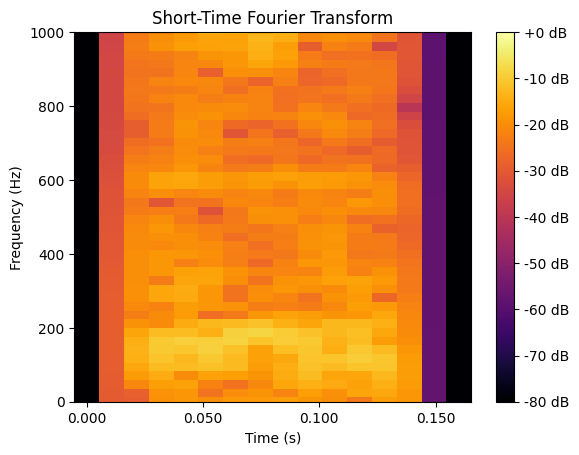 Short-Time Fourier Transform
1000
800
600
400
200
0
Frequency (Hz)
0.000
0.050
0.100
0.150
Time (s)
+0 dB
-10 dB
-20 dB
-30 dB
-40 dB
-50 dB
-60 dB
-70 dB
-80 dB